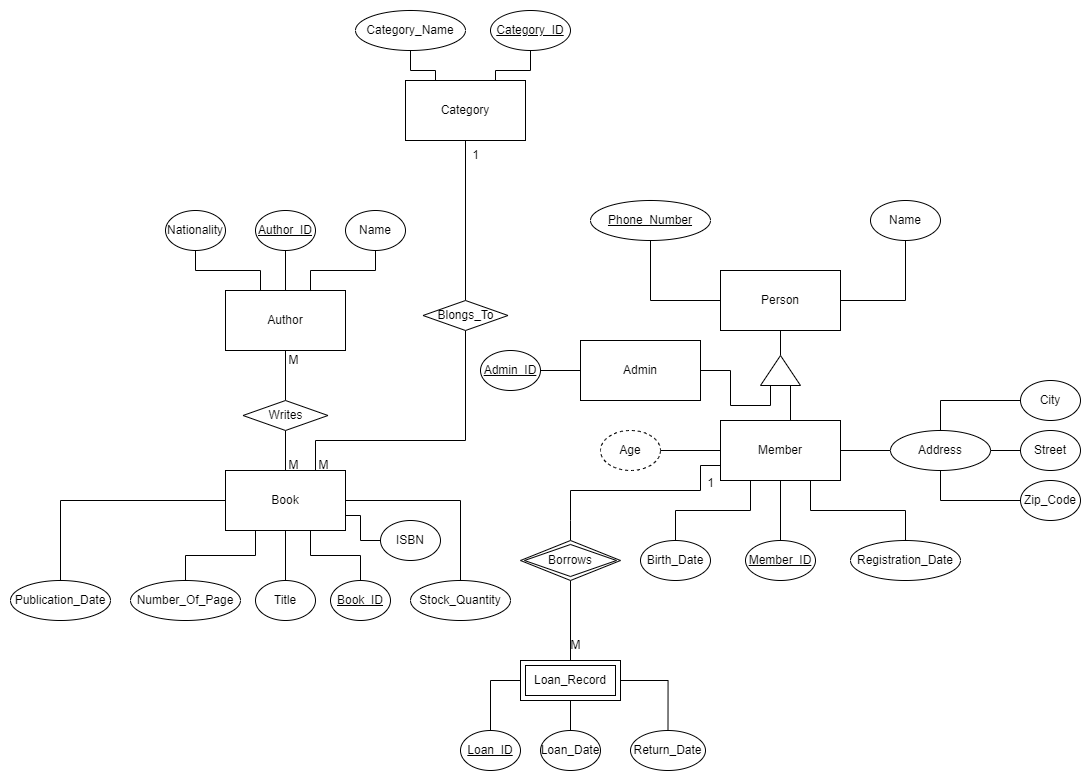 Category_Name
Category_ID
Category
1
Phone_Number
Name
Nationality
Author_ID
Name
Person
Author
Blongs_To
M
Admin_ID
Admin
City
Writes
Age
Member
Address
Street
M
M
1
Book
Zip_Code
ISBN
Borrows
Birth_Date
Member_ID
Registration_Date
Publication_Date
Number_Of_Page
Title
Book_ID
Stock_Quantity
M
Loan_Record
Loan_ID
Loan_Date
Return_Date